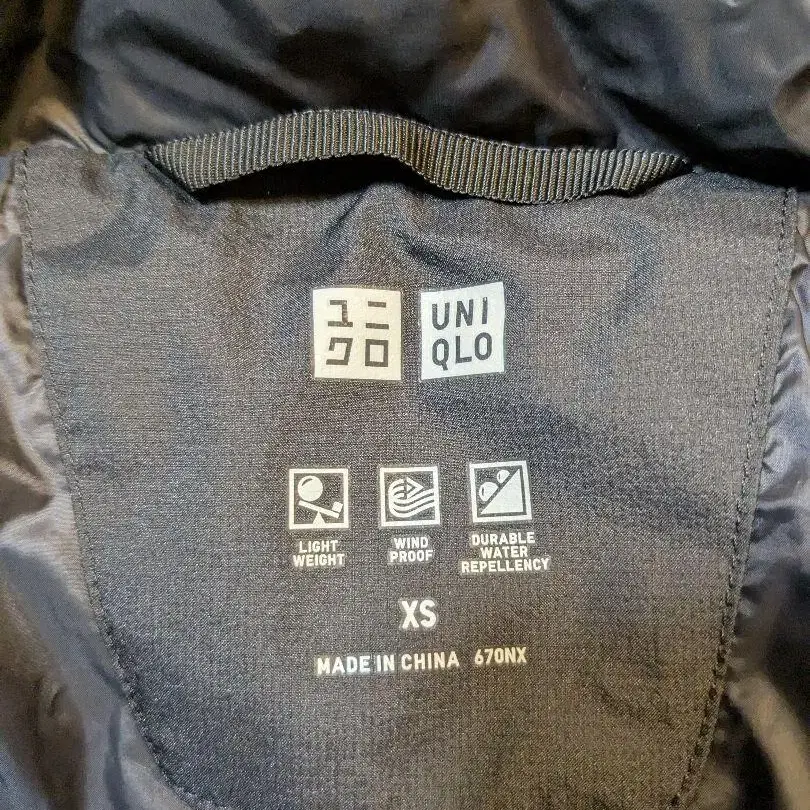 ユニ
クロ
UNI
QLO
LIGHT
WEIGHT
WIND
PROOF
DURABLE
WATER
REPELLENCY
XS
MADE IN CHINA 670NX